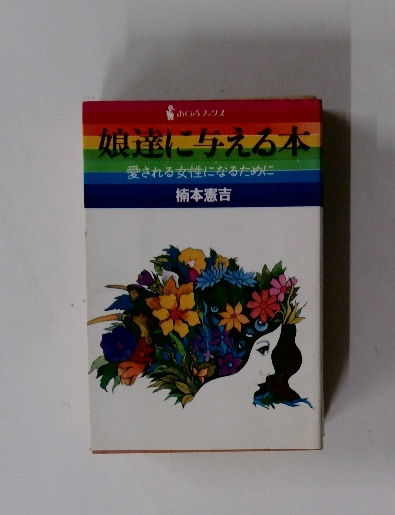 娘達に与える本
愛される女性になるために
楠本憲吉